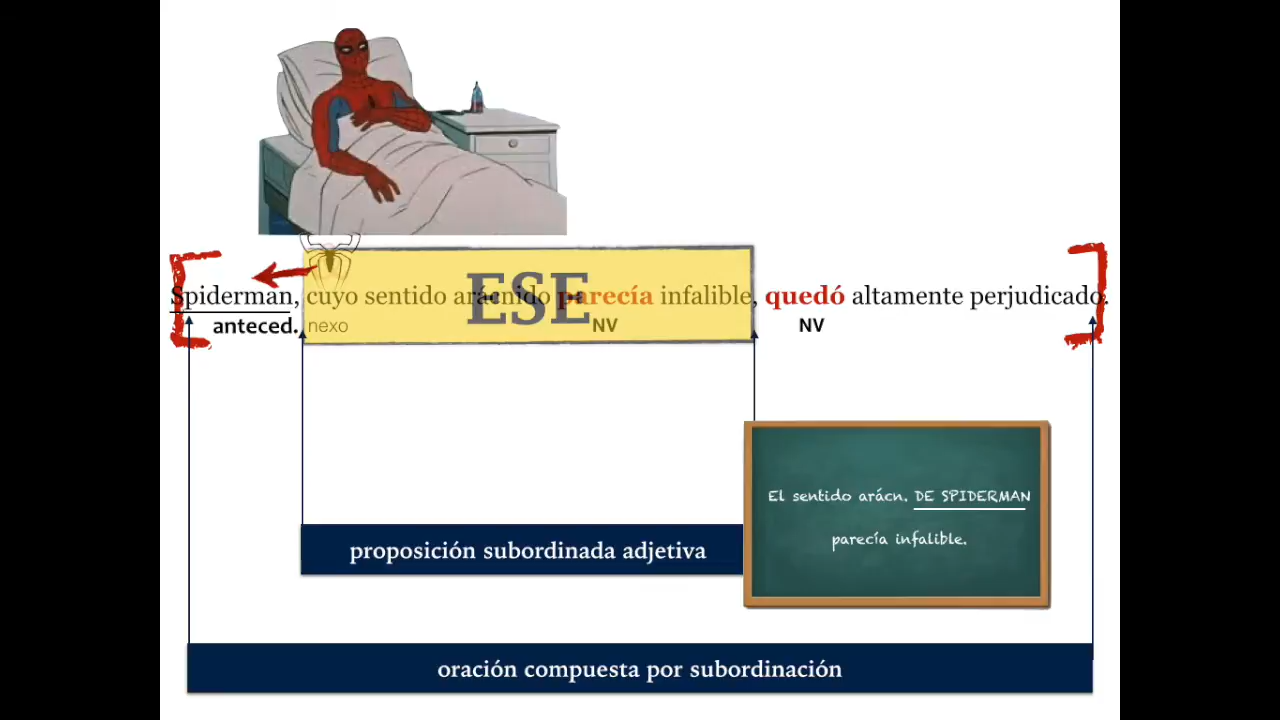 ESE
Spiderman, cuyo sentido arácnido parecía infalible, quedó altamente perjudicado.
anteced. nexo NV NV
El sentido arácn. DE SPIDERMAN
parecía infalible.
proposición subordinada adjetiva
oración compuesta por subordinación